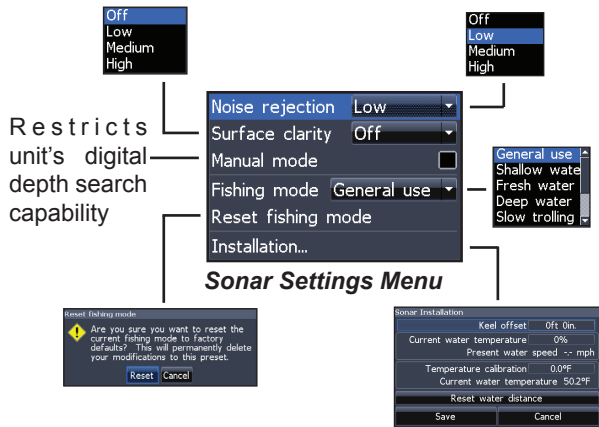 Off
Low
Medium
High
Off
Low
Medium
High
Restricts
unit's digital
depth search
capability
Noise rejection Low
Surface clarity Off
Manual mode
Fishing mode General use
Reset fishing mode
Installation...
General use
Shallow wate
Fresh water
Deep water
Slow trolling
Sonar Settings Menu
Reset fishing mode
Are you sure you want to reset the
current fishing mode to factory
defaults? This will permanently delete
your modifications to this preset.
Reset Cancel
Sonar Installation
Keel offset 0ft 0in.
Current water temperature 0%
Present water speed -.- mph
Temperature calibration 0.0°F
Current water temperature 50.2°F
Reset water distance
Save Cancel